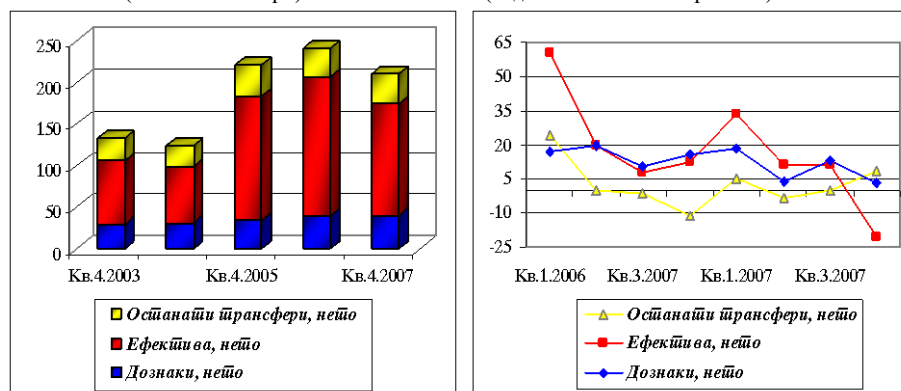 250
200
150
100
50
0
Кв.4.2003 Кв.4.2005 Кв.4.2007
Останати трансфери, нето
Ефектива, нето
Дознаки, нето
65
50
35
20
5
-10
-25
Кв.1.2006 Кв.3.2007 Кв.1.2007 Кв.3.2007
Останати трансфери, нето
Ефектива, нето
Дознаки, нето